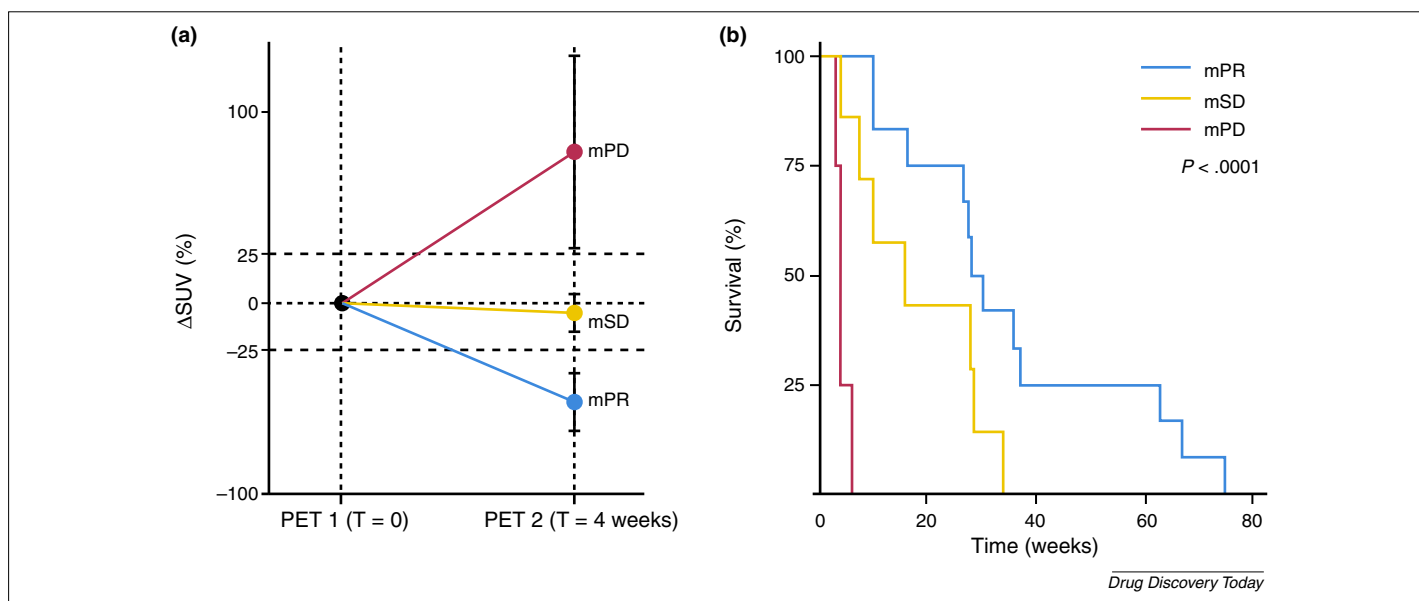 (a)
100
25
0
−25
−100
ΔSUV (%)
mPD
mSD
mPR
PET 1 (T = 0)
PET 2 (T = 4 weeks)
(b)
100
75
50
25
Survival (%)
mPR
mSD
mPD
P < .0001
0
20
40
60
80
Time (weeks)
Drug Discovery Today